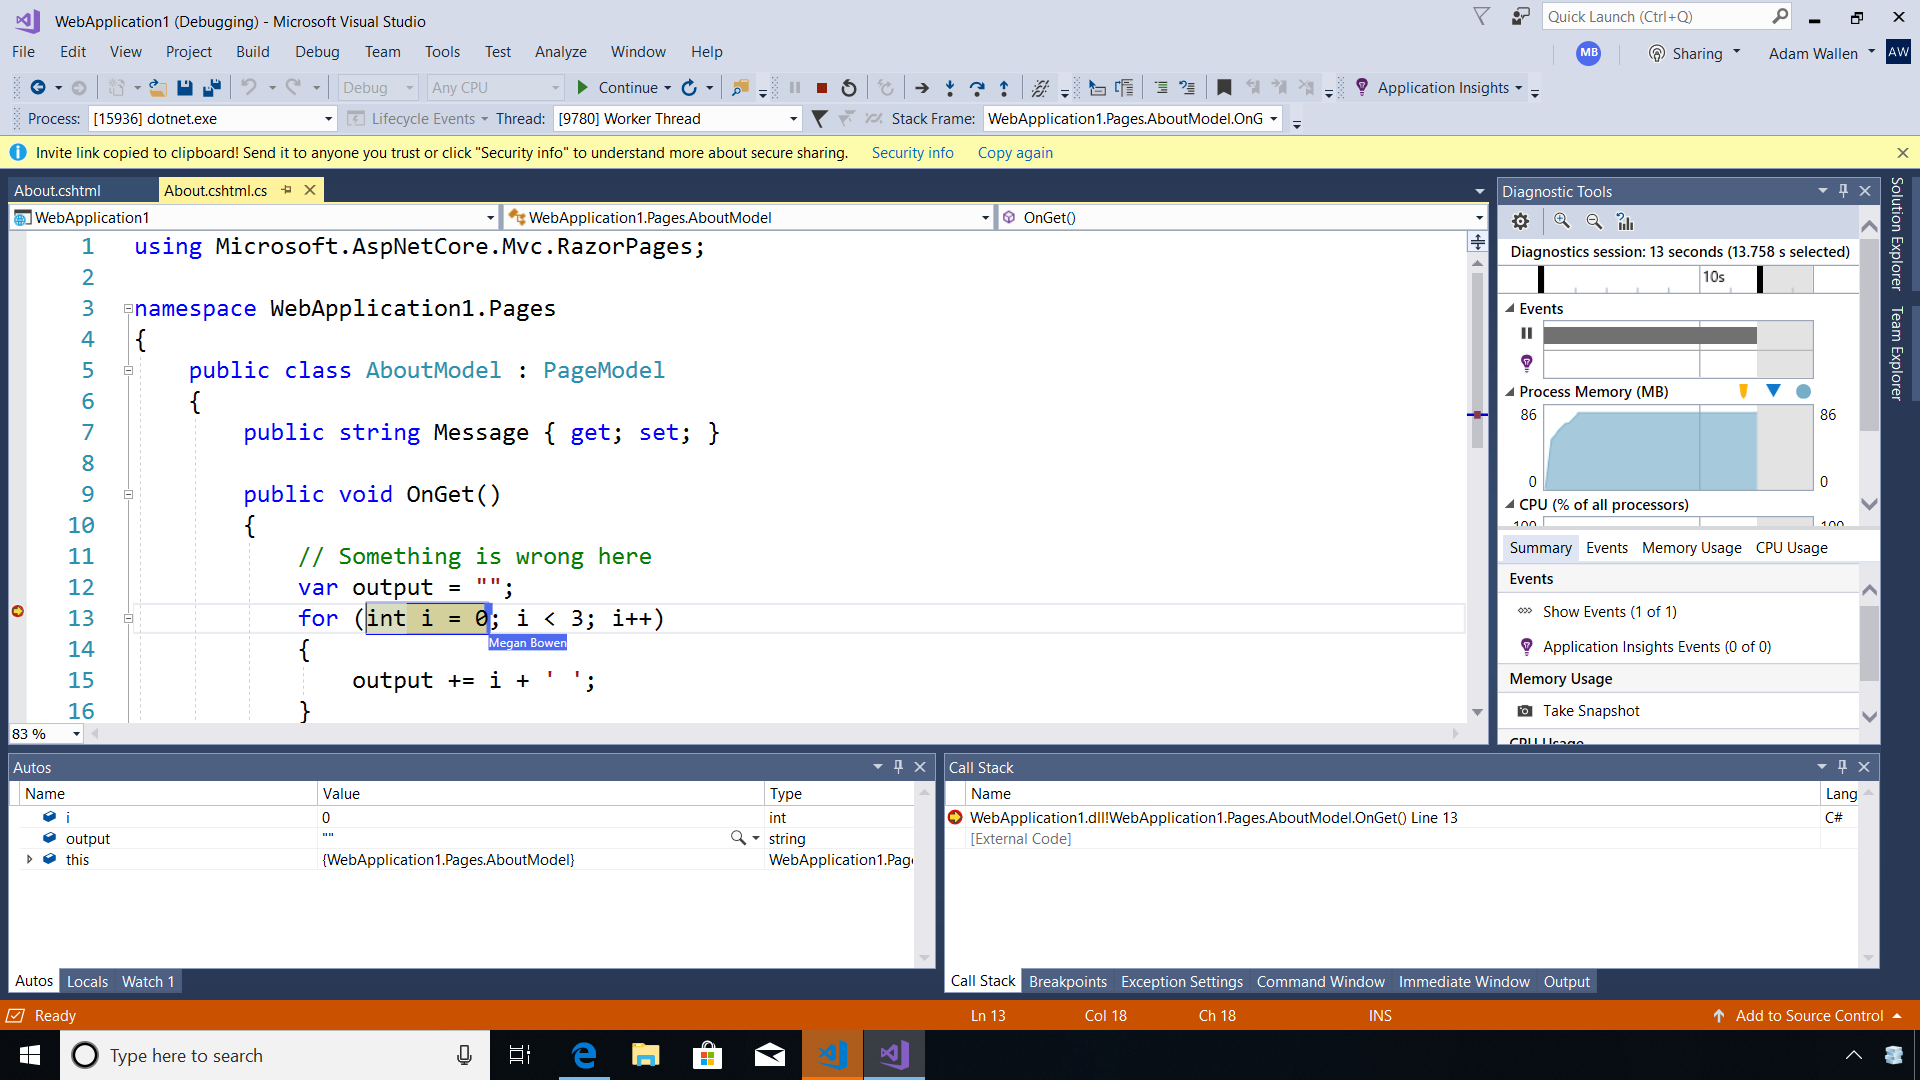 WebApplication1 (Debugging) - Microsoft Visual Studio
Quick Launch (Ctrl+Q)
File Edit View Project Build Debug Team Tools Test Analyze Window Help
MB Sharing Adam Wallen AW
Debug Any CPU Continue Application Insights
Process: [15936] dotnet.exe Lifecycle Events Thread: [9780] Worker Thread Stack Frame: WebApplication1.Pages.AboutModel.OnG
Invite link copied to clipboard! Send it to anyone you trust or click "Security info" to understand more about secure sharing. Security info Copy again
About.cshtml About.cshtml.cs
WebApplication1 WebApplication1.Pages.AboutModel OnGet()
1 using Microsoft.AspNetCore.Mvc.RazorPages;
2
3 namespace WebApplication1.Pages
4 {
5 public class AboutModel : PageModel
6 {
7 public string Message { get; set; }
8
9 public void OnGet()
10 {
11 // Something is wrong here
12 var output = "";
13 for (int i = 0; i < 3; i++)
Megan Bowen
14 {
15 output += i + ' ';
16 }
83 %
Diagnostic Tools
Diagnostics session: 13 seconds (13.758 s selected)
10s
Events
Process Memory (MB)
86 86
0 0
CPU (% of all processors)
100 100
Summary Events Memory Usage CPU Usage
Events
Show Events (1 of 1)
Application Insights Events (0 of 0)
Memory Usage
Take Snapshot
CPU Usage
Solution Explorer
Team Explorer
Autos
Name Value Type
i 0 int
output "" string
this {WebApplication1.Pages.AboutModel} WebApplication1.Page
Autos Locals Watch 1
Call Stack
Name Lang
WebApplication1.dll!WebApplication1.Pages.AboutModel.OnGet() Line 13 C#
[External Code]
Call Stack Breakpoints Exception Settings Command Window Immediate Window Output
Ready Ln 13 Col 18 Ch 18 INS Add to Source Control
Type here to search